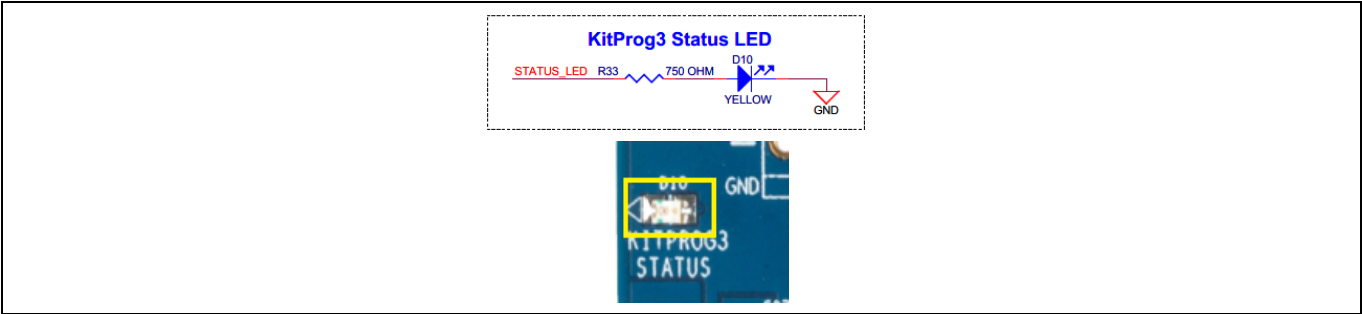 KitProg3 Status LED
STATUS_LED R33 750 OHM D10
YELLOW
GND
D10
GND
KITPROG3
STATUS